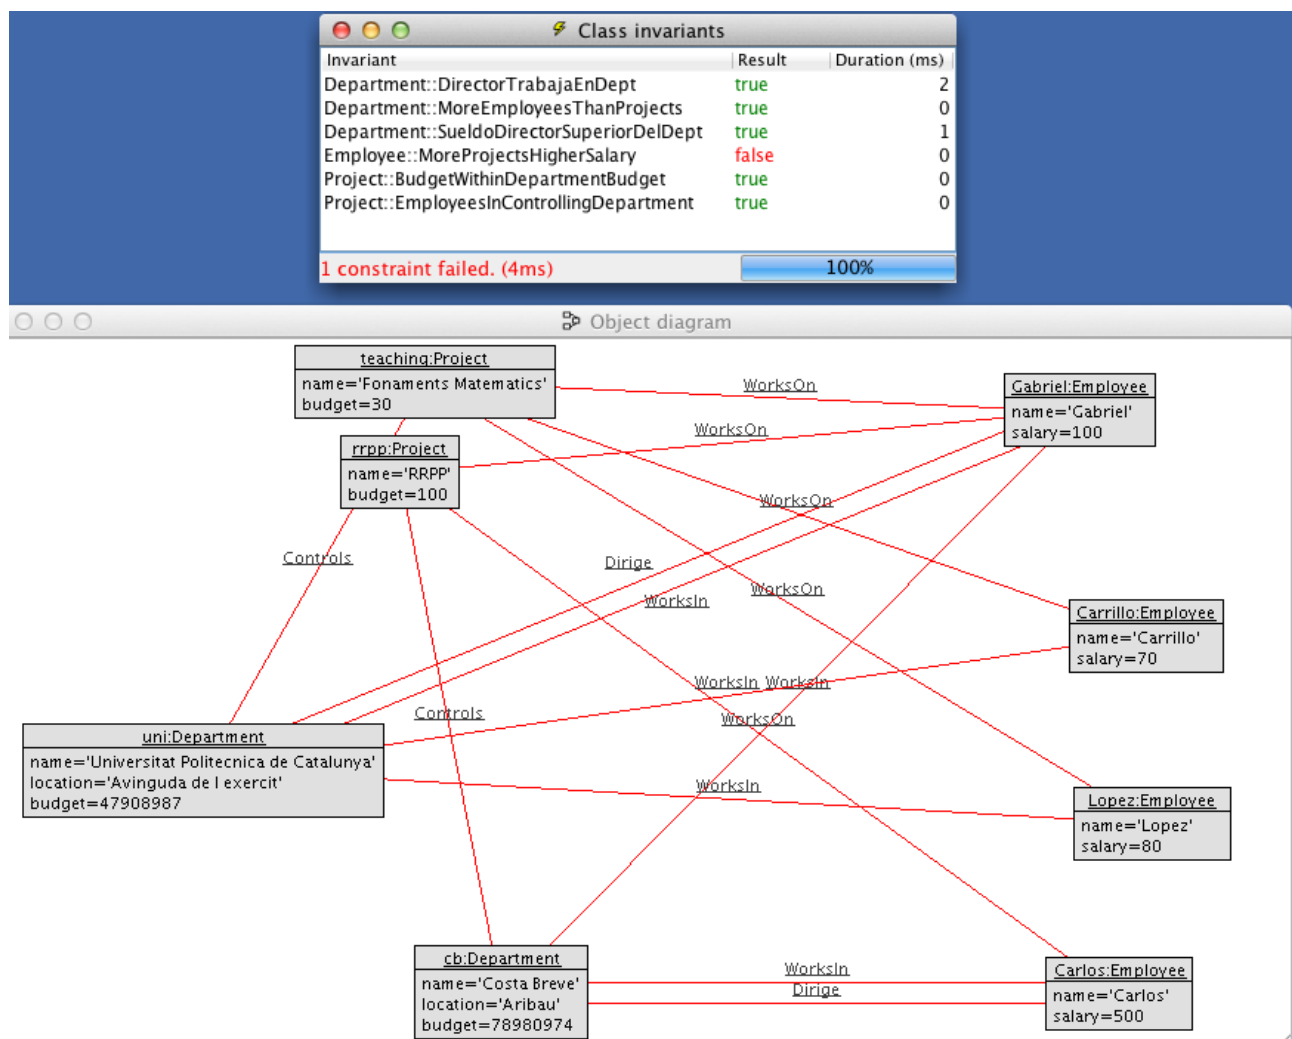 Class invariants
Invariant Result Duration (ms)
Department::DirectorTrabajaEnDept true 2
Department::MoreEmployeesThanProjects true 0
Department::SueldoDirectorSuperiorDelDept true 1
Employee::MoreProjectsHigherSalary false 0
Project::BudgetWithinDepartmentBudget true 0
Project::EmployeesInControllingDepartment true 0
1 constraint failed. (4ms) 100%
Object diagram
teaching:Project
name='Fonaments Matematics'
budget=30
WorksOn
Gabriel:Employee
name='Gabriel'
salary=100
WorksOn
rrpp:Project
name='RRPP'
budget=100
WorksOn
Controls
Dirige
WorksOn
WorksIn
Carrillo:Employee
name='Carrillo'
salary=70
WorksIn WorksIn
Controls
WorksOn
uni:Department
name='Universitat Politecnica de Catalunya'
location='Avinguda de l exercit'
budget=47908987
WorksIn
Lopez:Employee
name='Lopez'
salary=80
cb:Department
name='Costa Breve'
location='Aribau'
budget=78980974
WorksIn
Dirige
Carlos:Employee
name='Carlos'
salary=500